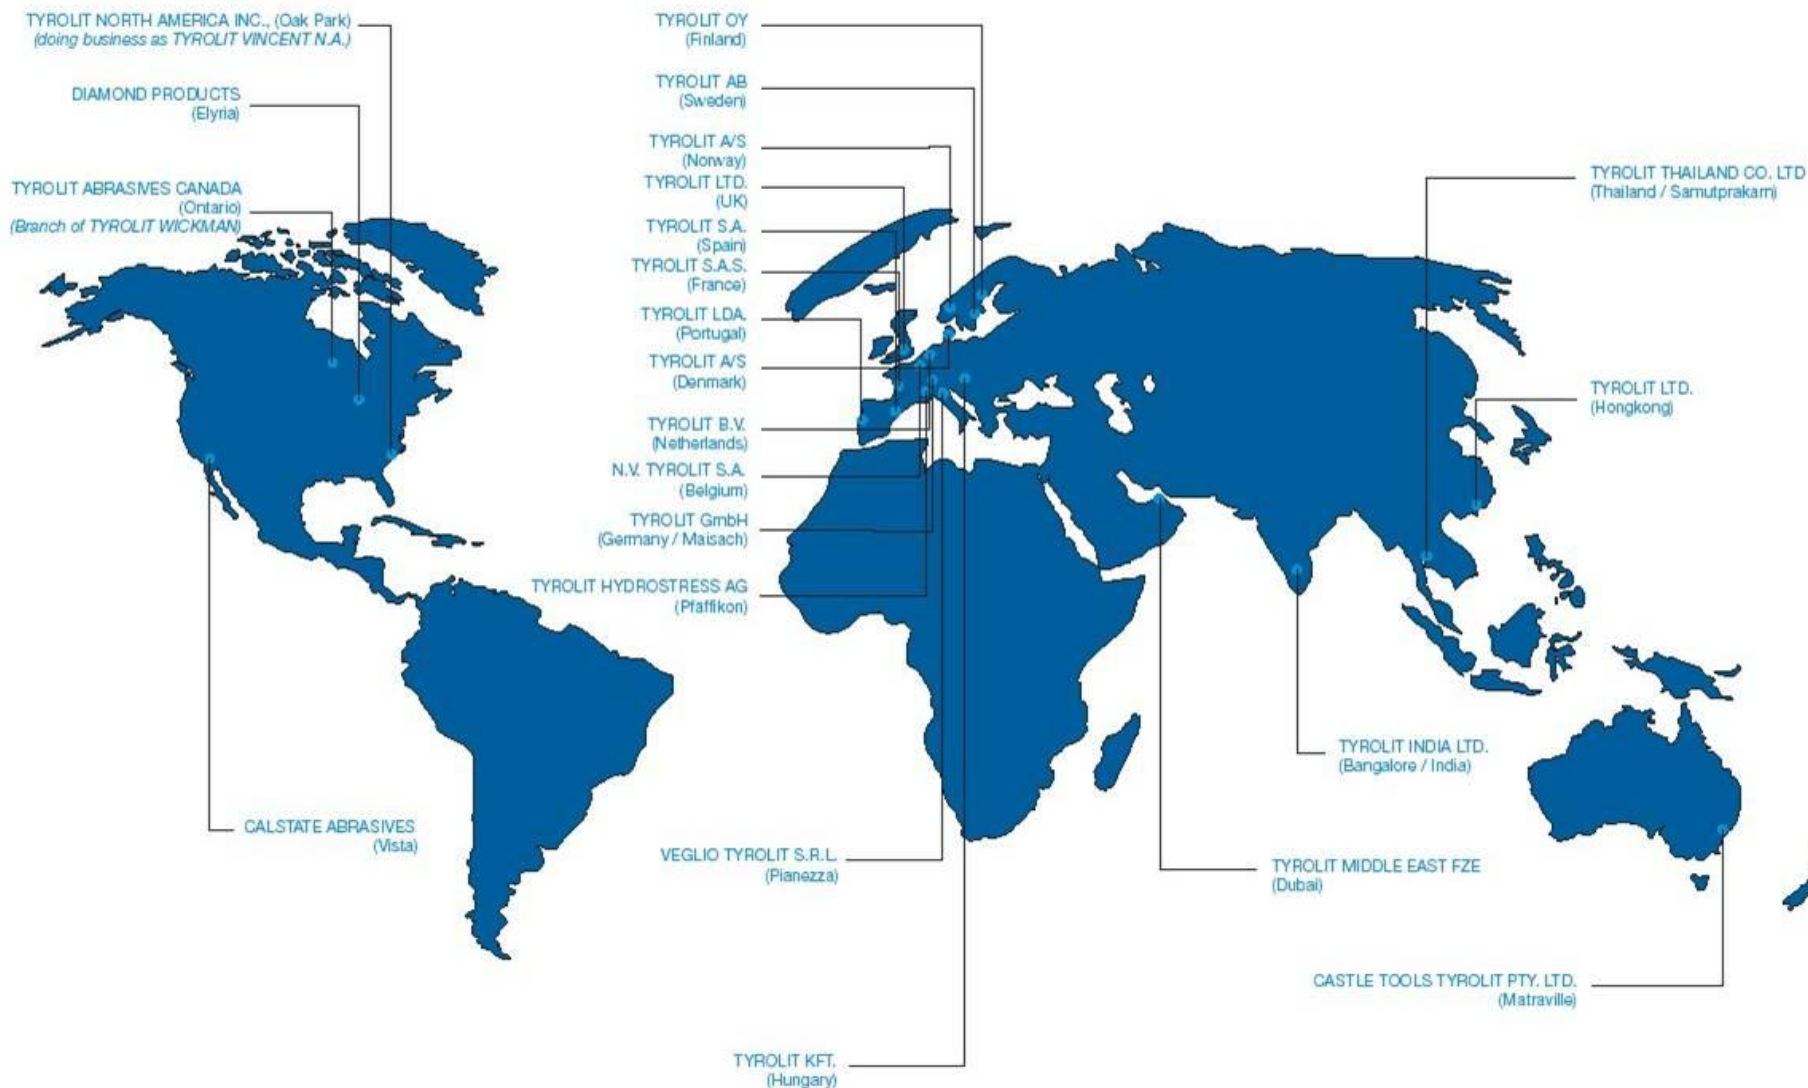 TYROLIT NORTH AMERICA INC., (Oak Park)
(doing business as TYROLIT VINCENT N.A.)
DIAMOND PRODUCTS
(Elyria)
TYROLIT ABRASIVES CANADA
(Ontario)
(Branch of TYROLIT WICKMAN)
CALSTATE ABRASIVES
(Vista)
TYROLIT OY
(Finland)
TYROLIT AB
(Sweden)
TYROLIT A/S
(Norway)
TYROLIT LTD.
(UK)
TYROLIT S.A.
(Spain)
TYROLIT S.A.S.
(France)
TYROLIT LDA.
(Portugal)
TYROLIT A/S
(Denmark)
TYROLIT B.V.
(Netherlands)
N.V. TYROLIT S.A.
(Belgium)
TYROLIT GmbH
(Germany / Maisach)
TYROLIT HYDROSTRESS AG
(Pfaffikon)
VEGLIO TYROLIT S.R.L.
(Pianezza)
TYROLIT KFT.
(Hungary)
TYROLIT THAILAND CO. LTD
(Thailand / Samutprakarn)
TYROLIT LTD.
(Hongkong)
TYROLIT INDIA LTD.
(Bangalore / India)
TYROLIT MIDDLE EAST FZE
(Dubai)
CASTLE TOOLS TYROLIT PTY. LTD.
(Matraville)